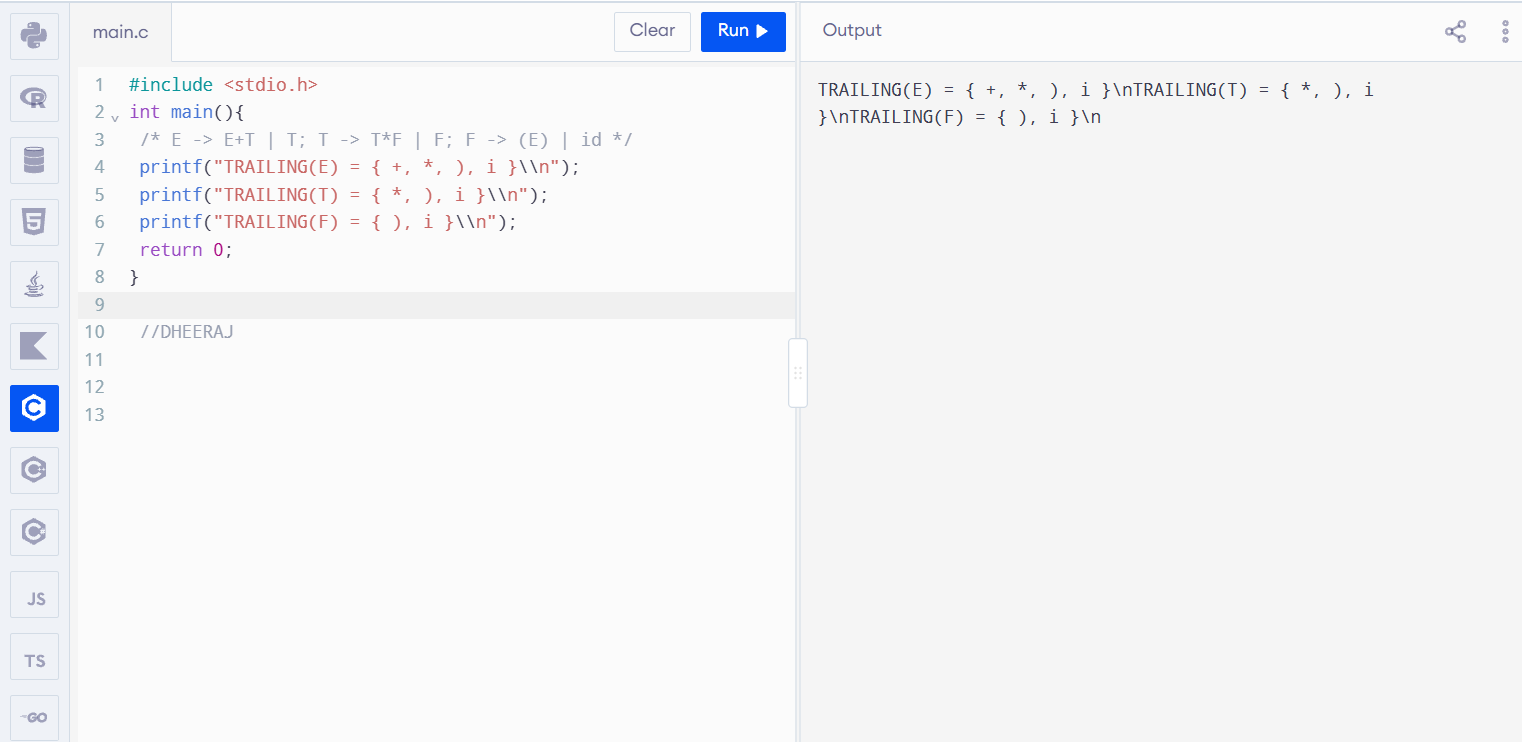 main.c
Clear
Run
Output
1 #include <stdio.h>
2 int main(){
3 /* E -> E+T | T; T -> T*F | F; F -> (E) | id */
4 printf("TRAILING(E) = { +, *, ), i }\\n");
5 printf("TRAILING(T) = { *, ), i }\\n");
6 printf("TRAILING(F) = { ), i }\\n");
7 return 0;
8 }
9
10 //DHEERAJ
11
12
13
TRAILING(E) = { +, *, ), i }\nTRAILING(T) = { *, ), i
}\nTRAILING(F) = { ), i }\n
R
5
C
C
C
JS
TS
GO